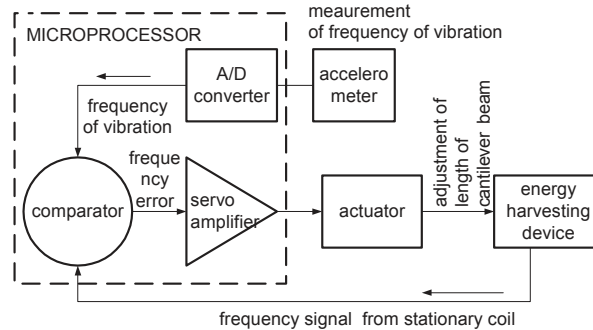 meaurement
of frequency of vibration
MICROPROCESSOR
A/D
converter
accelero
meter
frequency
of vibration
freque
ncy
error
comparator
servo
amplifier
actuator
adjustment of
length of
cantilever beam
energy
harvesting
device
frequency signal from stationary coil